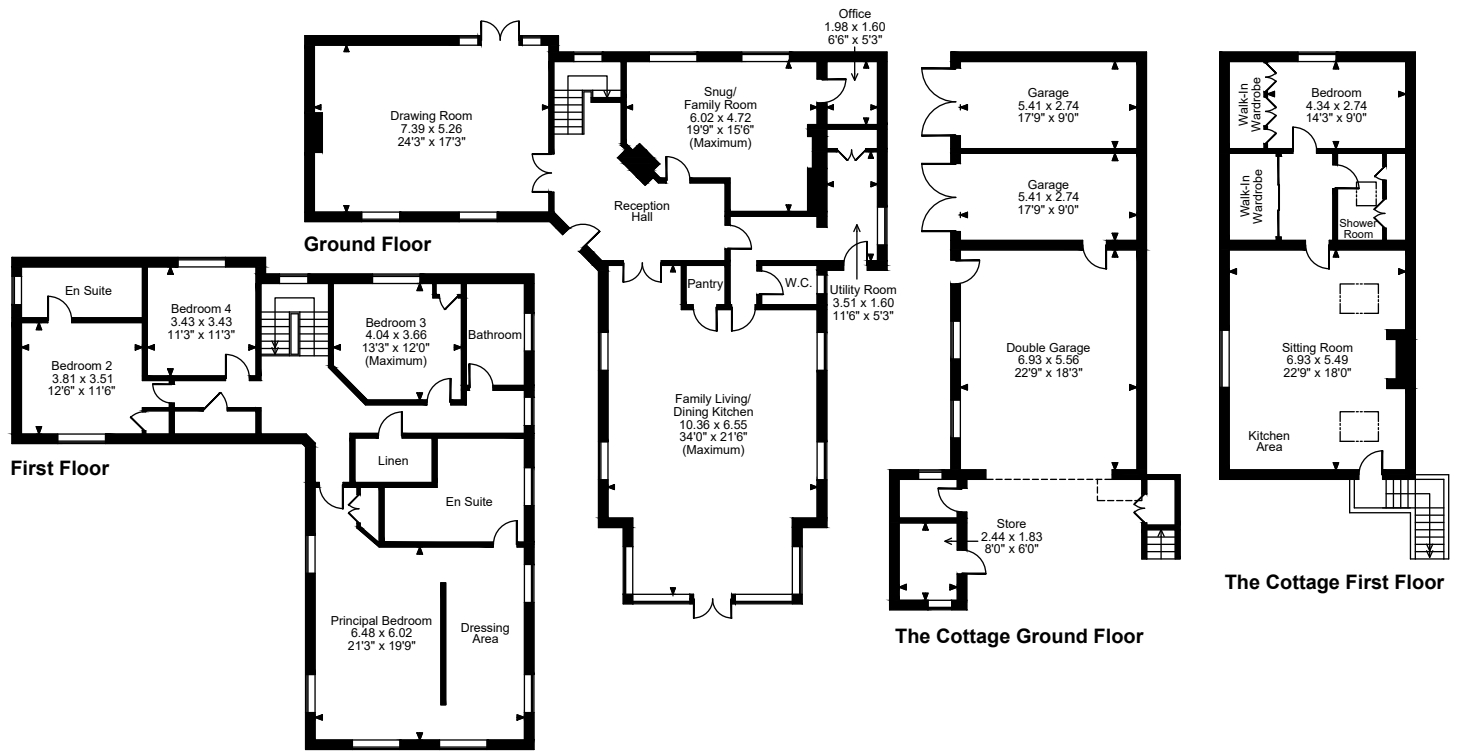 Office
1.98 x 1.60
6'6" x 5'3"
Drawing Room
7.39 x 5.26
24'3" x 17'3"
Snug/
Family Room
6.02 x 4.72
19'9" x 15'6"
(Maximum)
Reception
Hall
Ground Floor
Pantry
W.C.
Utility Room
3.51 x 1.60
11'6" x 5'3"
Family Living/
Dining Kitchen
10.36 x 6.55
34'0" x 21'6"
(Maximum)
En Suite
Bedroom 4
3.43 x 3.43
11'3" x 11'3"
Bedroom 3
4.04 x 3.66
13'3" x 12'0"
(Maximum)
Bathroom
Bedroom 2
3.81 x 3.51
12'6" x 11'6"
First Floor
Linen
En Suite
Principal Bedroom
6.48 x 6.02
21'3" x 19'9"
Dressing
Area
Garage
5.41 x 2.74
17'9" x 9'0"
Garage
5.41 x 2.74
17'9" x 9'0"
Double Garage
6.93 x 5.56
22'9" x 18'3"
Store
2.44 x 1.83
8'0" x 6'0"
The Cottage Ground Floor
Walk-In
Wardrobe
Bedroom
4.34 x 2.74
14'3" x 9'0"
Walk-In
Wardrobe
Shower
Room
Sitting Room
6.93 x 5.49
22'9" x 18'0"
Kitchen
Area
The Cottage First Floor